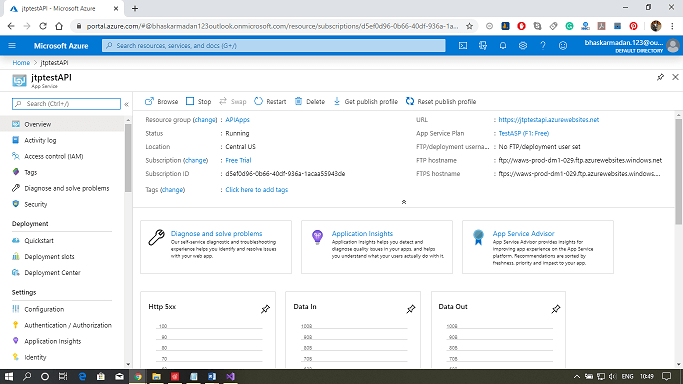 jtptestAPI - Microsoft Azure
portal.azure.com/#@bhaskarmadan123outlook.onmicrosoft.com/resource/subscriptions/d5ef0d96-0b66-40df-936a-1a...
Microsoft Azure
Search resources, services, and docs (G+/)
bhaskarmadan.123@ou...
DEFAULT DIRECTORY
Home > jtptestAPI
jtptestAPI
App Service
Search (Ctrl+/)
Browse Stop Swap Restart Delete Get publish profile Reset publish profile
Overview
Activity log
Access control (IAM)
Tags
Diagnose and solve problems
Security
Deployment
Quickstart
Deployment slots
Deployment Center
Settings
Configuration
Authentication / Authorization
Application Insights
Identity
Resource group (change) : APIApps
Status : Running
Location : Central US
Subscription (change) : Free Trial
Subscription ID : d5ef0d96-0b66-40df-936a-1acaa55943de
Tags (change) : Click here to add tags
URL : https://jtptestapi.azurewebsites.net
App Service Plan : TestASP (F1: Free)
FTP/deployment userna... : No FTP/deployment user set
FTP hostname : ftp://waws-prod-dm1-029.ftp.azurewebsites.windows.net
FTPS hostname : ftps://waws-prod-dm1-029.ftp.azurewebsites.windows....
Diagnose and solve problems
Our self-service diagnostic and troubleshooting
experience helps you identify and resolve issues
with your web app.
Application Insights
Application Insights helps you detect and
diagnose quality issues in your apps, and helps
you understand what your users actually do with it.
App Service Advisor
App Service Advisor provides insights for
improving app experience on the App Service
platform. Recommendations are sorted by
freshness, priority and impact to your app.
Http 5xx
100
90
80
70
Data In
100B
90B
80B
70B
Data Out
100B
90B
80B
70B
ENG 10:49